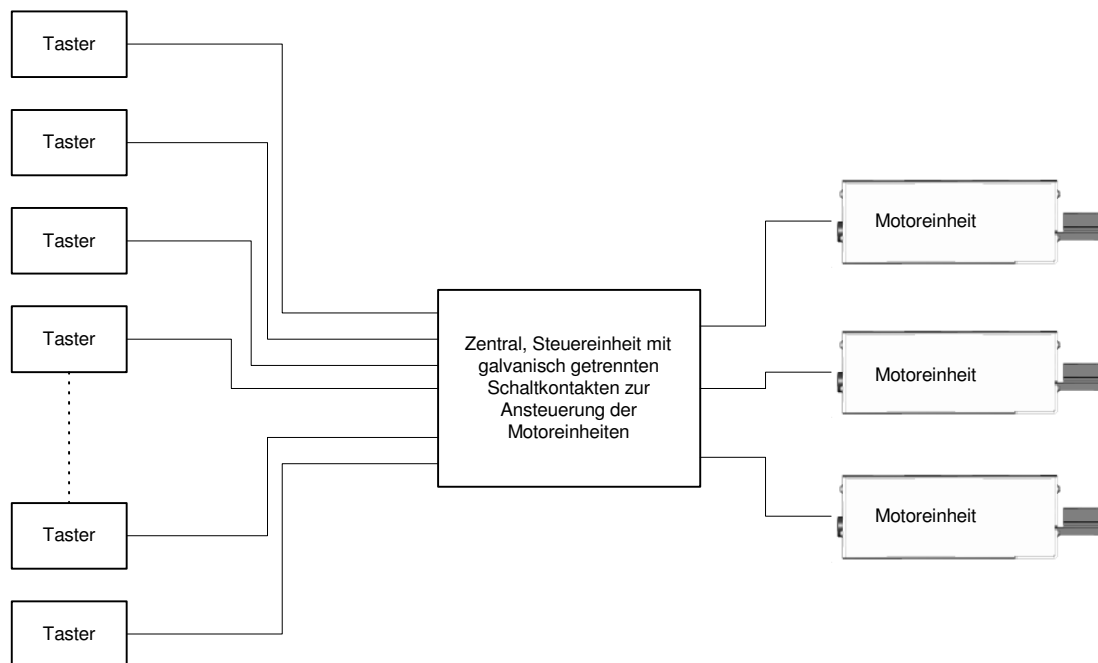 Taster
Taster
Taster
Taster
Taster
Taster
Zentral, Steuereinheit mit
galvanisch getrennten
Schaltkontakten zur
Ansteuerung der
Motoreinheiten
Motoreinheit
Motoreinheit
Motoreinheit